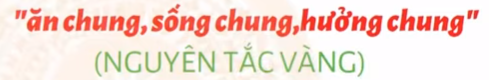 "ăn chung, sống chung,hưởng chung"
(NGUYÊN TẮC VÀNG)